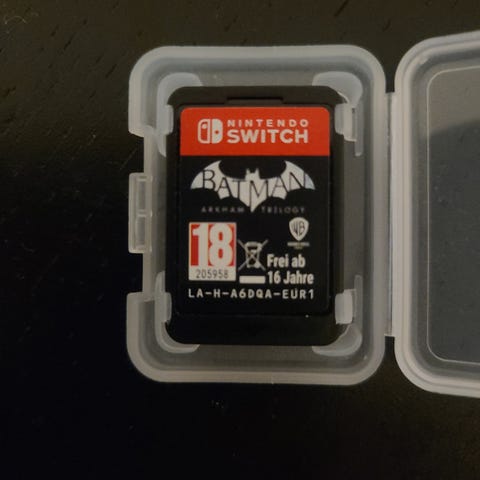 NINTENDO
SWITCH
BATMAN
ARKHAM TRILOGY
18
205958
Frei ab
16 Jahre
LA-H-A6DQA-EUR1